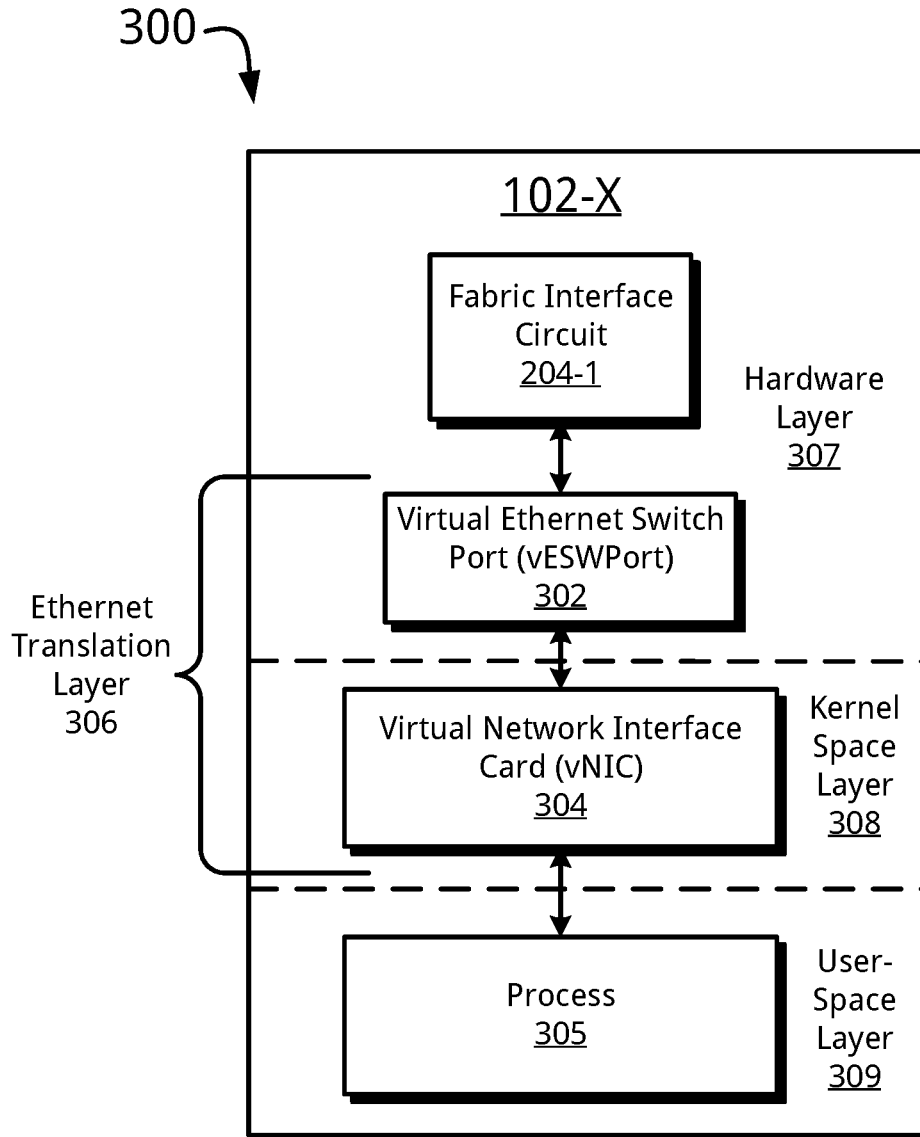 300
102-X
Fabric Interface
Circuit
204-1
Hardware
Layer
307
Virtual Ethernet Switch
Port (vESWPort)
302
Ethernet
Translation
Layer
306
Virtual Network Interface
Card (vNIC)
304
Kernel
Space
Layer
308
Process
305
User-
Space
Layer
309